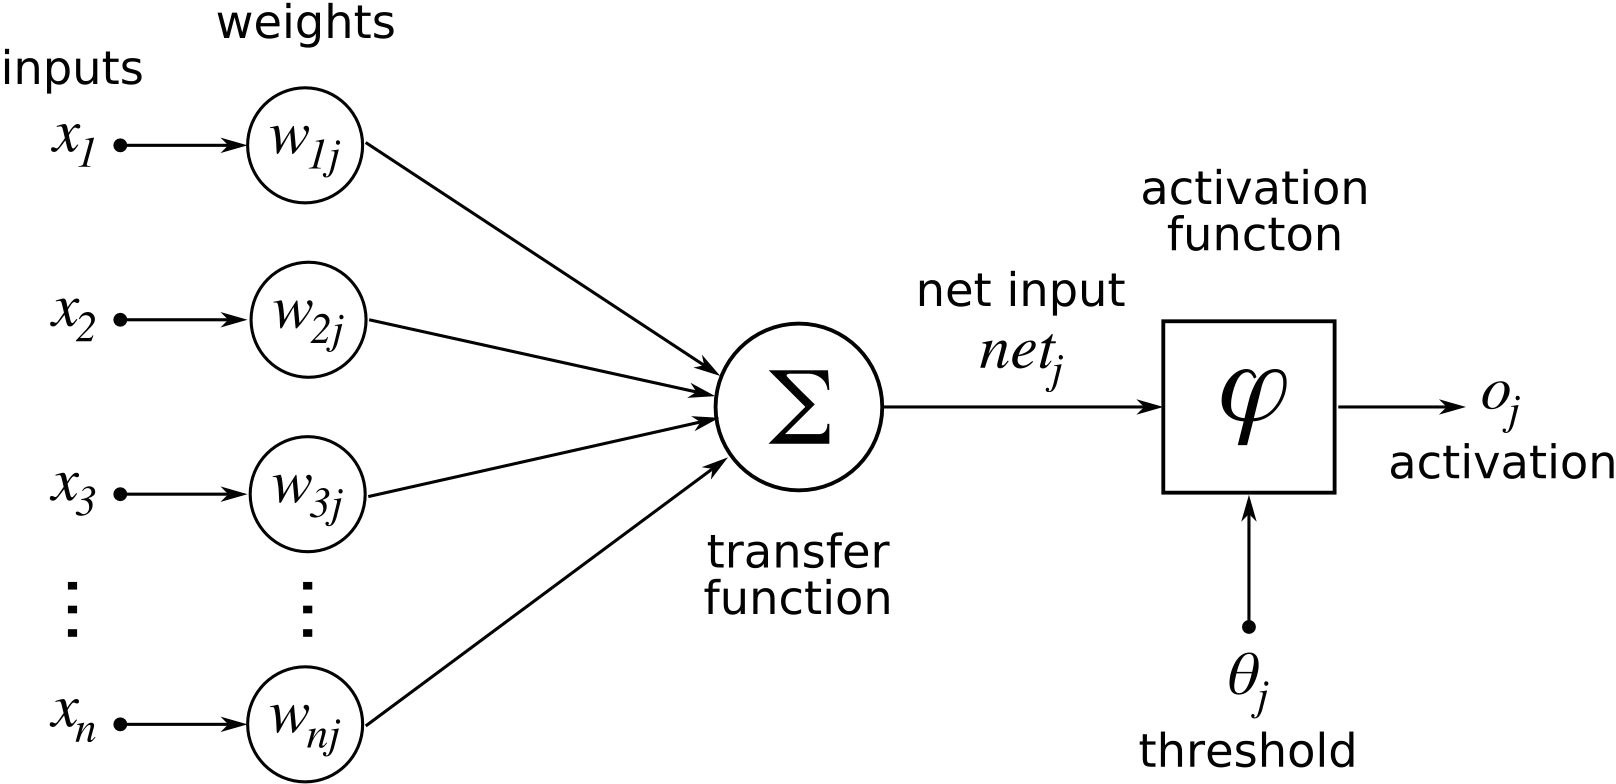 weights
inputs
x1
w1j
x2
w2j
x3
w3j
⋮ ⋮
xn
wnj
Σ
transfer
function
net input
netj
activation
functon
φ
oj
activation
θj
threshold